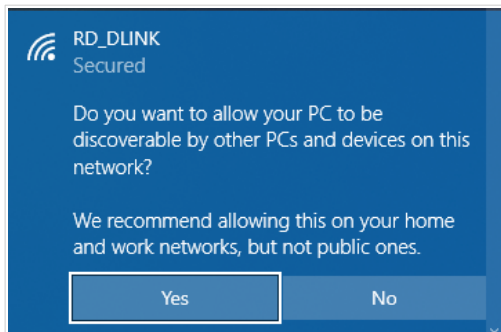 RD_DLINK
Secured
Do you want to allow your PC to be
discoverable by other PCs and devices on this
network?
We recommend allowing this on your home
and work networks, but not public ones.
Yes
No